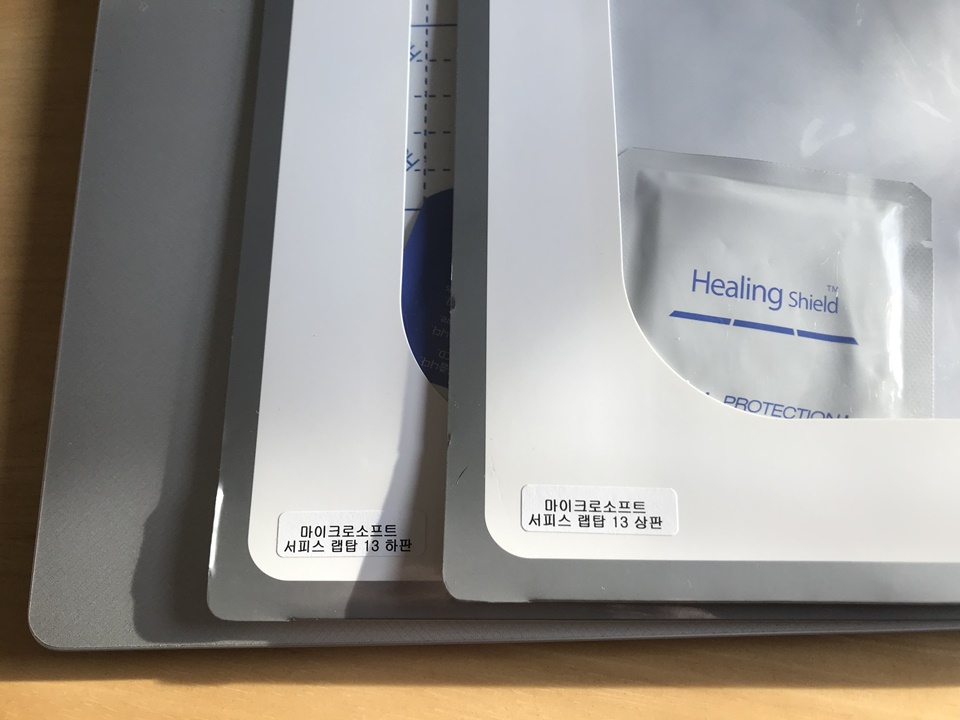 Healing Shield™
PROTECTION
마이크로소프트
서피스 랩탑 13 하판
마이크로소프트
서피스 랩탑 13 상판